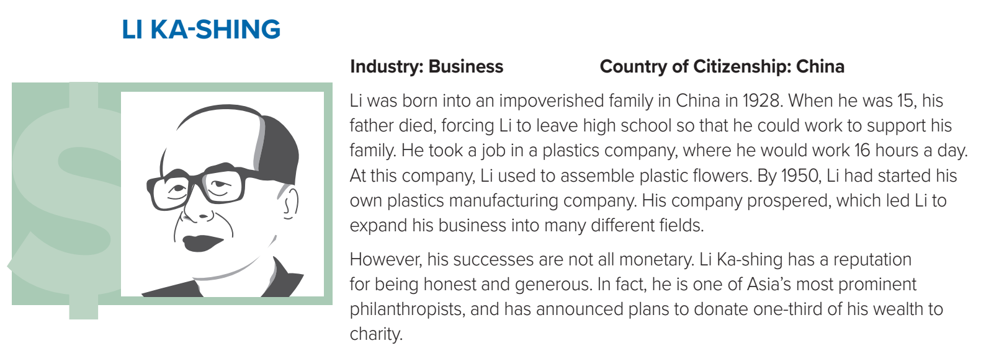 LI KA-SHING
Industry: Business
Country of Citizenship: China
Li was born into an impoverished family in China in 1928. When he was 15, his
father died, forcing Li to leave high school so that he could work to support his
family. He took a job in a plastics company, where he would work 16 hours a day.
At this company, Li used to assemble plastic flowers. By 1950, Li had started his
own plastics manufacturing company. His company prospered, which led Li to
expand his business into many different fields.
However, his successes are not all monetary. Li Ka-shing has a reputation
for being honest and generous. In fact, he is one of Asia’s most prominent
philanthropists, and has announced plans to donate one-third of his wealth to
charity.
$